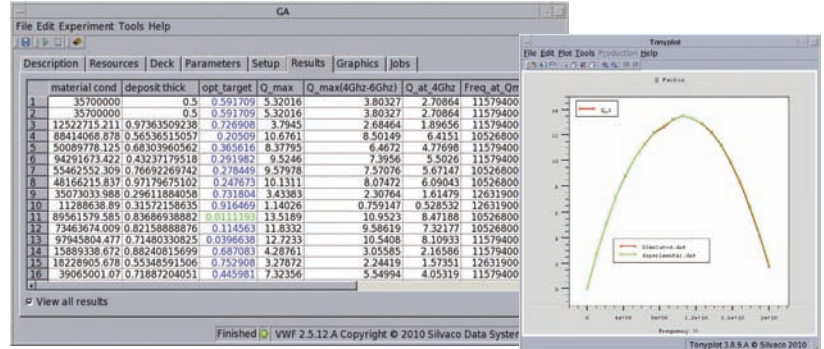 GA
File Edit Experiment Tools Help
Description Resources Deck Parameters Setup Results Graphics Jobs
material cond deposit thick opt_target Q_max Q_max(4Ghz-6Ghz) Q_at_4Ghz Freq_at_Qm
1 35700000 0.5 0.591709 5.32016 3.80327 2.70864 11579400
2 35700000 0.5 0.591709 5.32016 3.80327 2.70864 11579400
3 12522715.211 0.97363509238 0.726908 3.7945 2.68464 1.89656 11579400
4 88414068.878 0.56536515057 0.20509 10.6761 8.50149 6.4151 10526800
5 50089778.125 0.68303960562 0.365616 8.37795 6.4672 4.77698 11579400
6 94291673.422 0.43237179518 0.291982 9.5246 7.3956 5.5026 11579400
7 55462552.309 0.76692269742 0.278449 9.57978 7.57076 5.67147 10526800
8 48166215.837 0.97179675102 0.247673 10.1311 8.07472 6.09043 10526800
9 35073033.988 0.29611884058 0.731804 3.43383 2.30764 1.61479 12631900
10 11288638.89 0.31572158635 0.916469 1.14026 0.759147 0.528532 12631900
11 89561579.585 0.83686938882 0.0111193 13.5189 10.9523 8.47188 10526800
12 73463674.009 0.82158888876 0.114563 11.8332 9.58619 7.32177 10526800
13 97945804.477 0.71480330825 0.0396638 12.7233 10.5408 8.10933 11579400
14 15889338.672 0.88240815699 0.687083 4.28761 3.05585 2.16586 11579400
15 18228905.678 0.55348591506 0.752908 3.27872 2.24419 1.57351 12631900
16 39065001.07 0.71887204051 0.445981 7.32356 5.54994 4.05319 11579400
View all results
Finished VWF 2.5.12.A Copyright © 2010 Silvaco Data System
Tonyplot
File Edit Plot Tools Production Help
Q Factor
14
12
10
8
6
4
2
0
Simulated.dat
Experimental.dat
0
Frequency
Tonyplot 3.8.9.A © Silvaco 2010